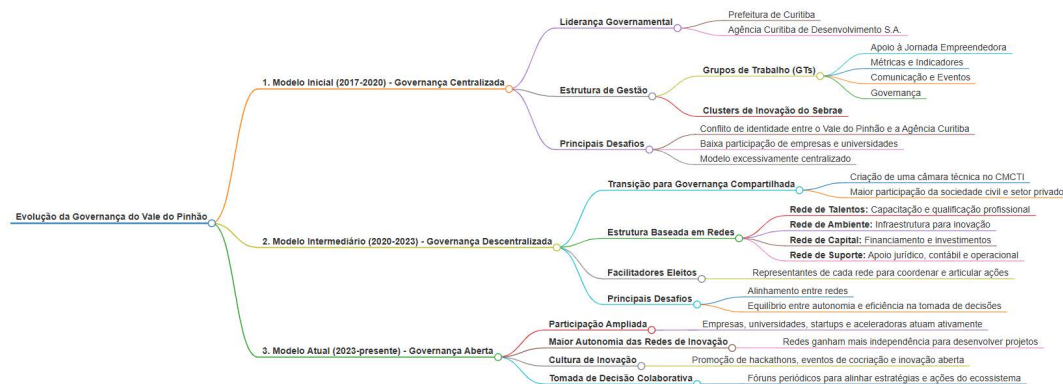 Evolução da Governança do Vale do Pinhão
1. Modelo Inicial (2017-2020) - Governança Centralizada
Liderança Governamental
Prefeitura de Curitiba
Agência Curitiba de Desenvolvimento S.A.
Estrutura de Gestão
Grupos de Trabalho (GTs)
Apoio à Jornada Empreendedora
Métricas e Indicadores
Comunicação e Eventos
Governança
Clusters de Inovação do Sebrae
Principais Desafios
Conflito de identidade entre o Vale do Pinhão e a Agência Curitiba
Baixa participação de empresas e universidades
Modelo excessivamente centralizado
2. Modelo Intermediário (2020-2023) - Governança Descentralizada
Transição para Governança Compartilhada
Criação de uma câmara técnica no CMCTI
Maior participação da sociedade civil e setor privado
Estrutura Baseada em Redes
Rede de Talentos: Capacitação e qualificação profissional
Rede de Ambiente: Infraestrutura para inovação
Rede de Capital: Financiamento e investimentos
Rede de Suporte: Apoio jurídico, contábil e operacional
Facilitadores Eleitos
Representantes de cada rede para coordenar e articular ações
Principais Desafios
Alinhamento entre redes
Equilíbrio entre autonomia e eficiência na tomada de decisões
3. Modelo Atual (2023-presente) - Governança Aberta
Participação Ampliada
Empresas, universidades, startups e aceleradoras atuam ativamente
Maior Autonomia das Redes de Inovação
Redes ganham mais independência para desenvolver projetos
Cultura de Inovação
Promoção de hackathons, eventos de cocriação e inovação aberta
Tomada de Decisão Colaborativa
Fóruns periódicos para alinhar estratégias e ações do ecossistema